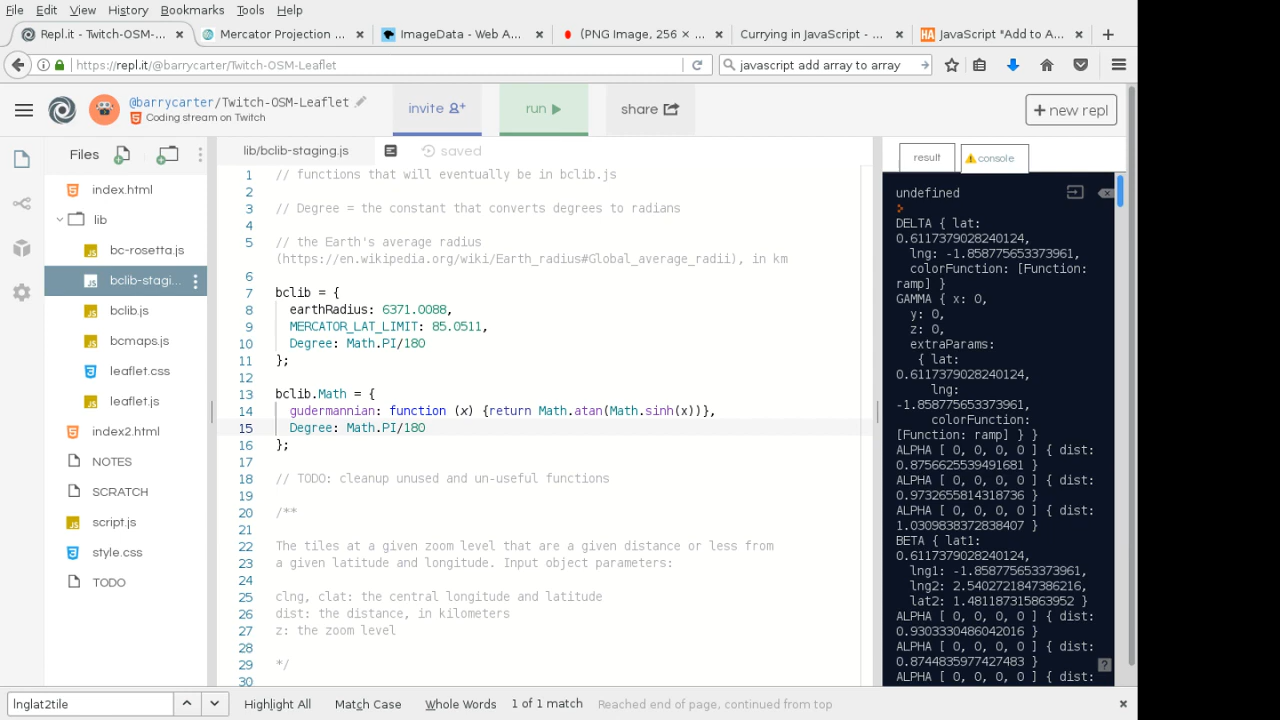 File Edit View History Bookmarks Tools Help
Repl.it - Twitch-OSM-... × Mercator Projection ... × ImageData - Web A... × (PNG Image, 256 × ... × Currying in JavaScript - ... × HA JavaScript "Add to A... × +
https://repl.it/@barrycarter/Twitch-OSM-Leaflet
javascript add array to array
@barrycarter/Twitch-OSM-Leaflet
Coding stream on Twitch
invite
run
share
+ new repl
Files
index.html
lib
bc-rosetta.js
bclib-stagi...
bclib.js
bcmaps.js
leaflet.css
leaflet.js
index2.html
NOTES
SCRATCH
script.js
style.css
TODO
lib/bclib-staging.js
saved
1 // functions that will eventually be in bclib.js
2
3 // Degree = the constant that converts degrees to radians
4
5 // the Earth's average radius
(https://en.wikipedia.org/wiki/Earth_radius#Global_average_radii), in km
6
7 bclib = {
8 earthRadius: 6371.0088,
9 MERCATOR_LAT_LIMIT: 85.0511,
10 Degree: Math.PI/180
11 };
12
13 bclib.Math = {
14 gudermannian: function (x) {return Math.atan(Math.sinh(x))},
15 Degree: Math.PI/180
16 };
17
18 // TODO: cleanup unused and un-useful functions
19
20 /**
21
22 The tiles at a given zoom level that are a given distance or less from
23 a given latitude and longitude. Input object parameters:
24
25 clng, clat: the central longitude and latitude
26 dist: the distance, in kilometers
27 z: the zoom level
28
29 */
30
result
console
undefined
>
DELTA { lat:
0.6117379028240124,
lng: -1.858775653373961,
colorFunction: [Function:
ramp] }
GAMMA { x: 0,
y: 0,
z: 0,
extraParams:
{ lat:
0.6117379028240124,
lng:
-1.858775653373961,
colorFunction:
[Function: ramp] } }
ALPHA [ 0, 0, 0, 0 ] { dist:
0.8756625539491681 }
ALPHA [ 0, 0, 0, 0 ] { dist:
0.9732655814318736 }
ALPHA [ 0, 0, 0, 0 ] { dist:
1.0309838372838407 }
BETA { lat1:
0.6117379028240124,
lng1: -1.858775653373961,
lng2: 2.5402721847386216,
lat2: 1.481187315863952 }
ALPHA [ 0, 0, 0, 0 ] { dist:
0.9303330486042016 }
ALPHA [ 0, 0, 0, 0 ] { dist:
0.8744835977427483 }
ALPHA [ 0, 0, 0, 0 ] { dist:
?
lnglat2tile
Highlight All Match Case Whole Words 1 of 1 match Reached end of page, continued from top